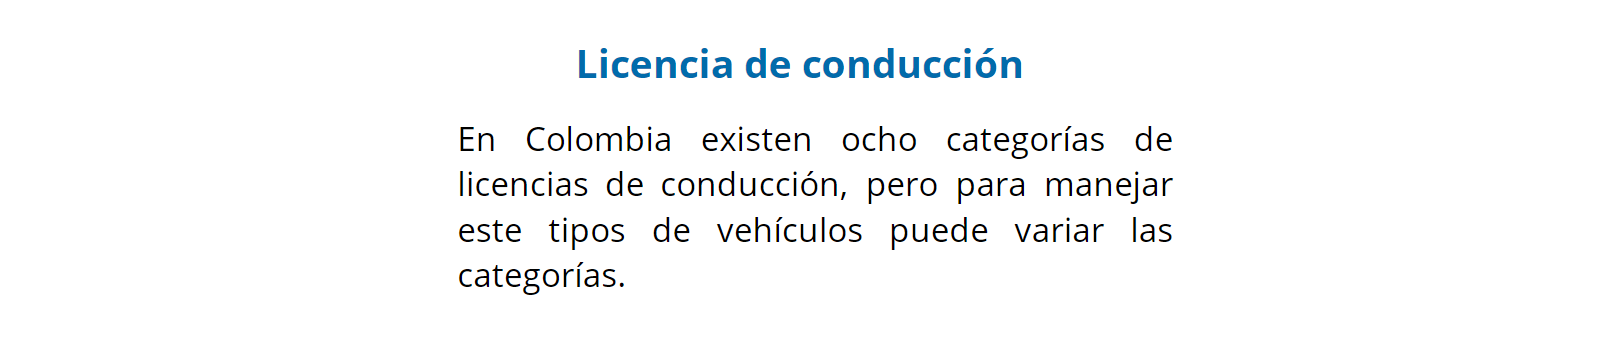 Licencia de conducción
En Colombia existen ocho categorías de
licencias de conducción, pero para manejar
este tipos de vehículos puede variar las
categorías.